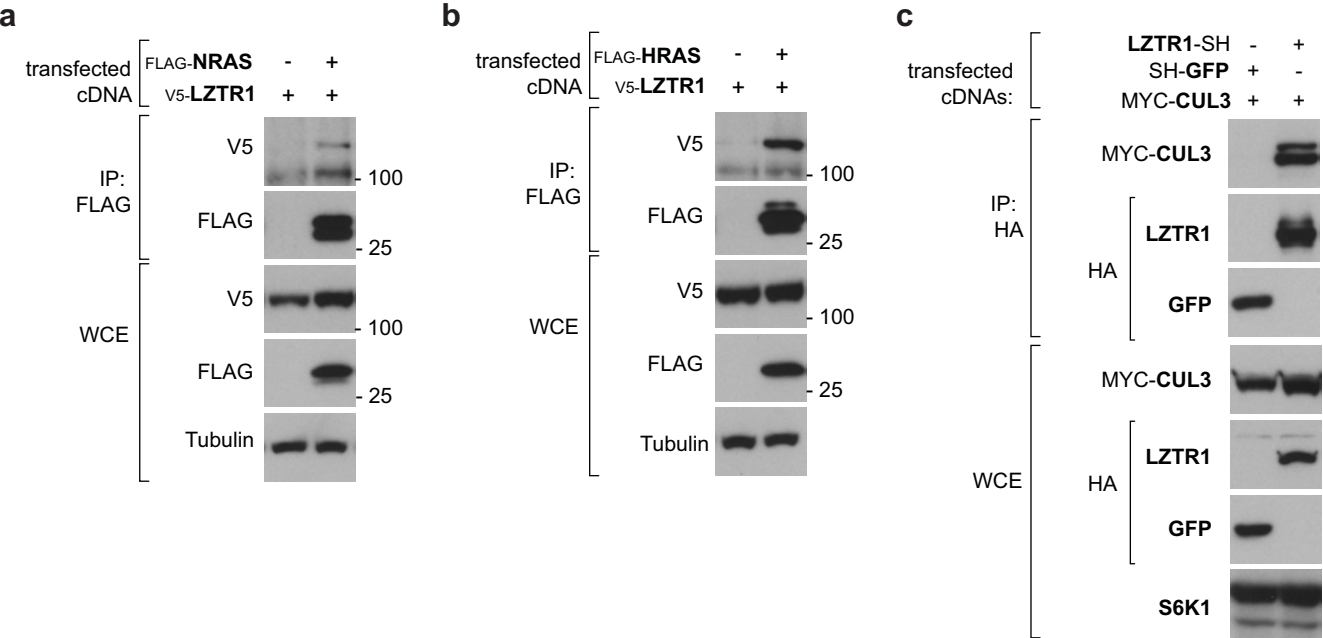 a
transfected
cDNA
FLAG-NRAS - +
V5-LZTR1 + +
IP:
FLAG
V5
- 100
FLAG
- 25
WCE
V5
- 100
FLAG
- 25
Tubulin
b
transfected
cDNA
FLAG-HRAS - +
V5-LZTR1 + +
IP:
FLAG
V5
- 100
FLAG
- 25
WCE
V5
- 100
FLAG
- 25
Tubulin
c
transfected
cDNAs:
LZTR1-SH - +
SH-GFP + -
MYC-CUL3 + +
IP:
HA
MYC-CUL3
HA
LZTR1
GFP
WCE
MYC-CUL3
HA
LZTR1
GFP
S6K1